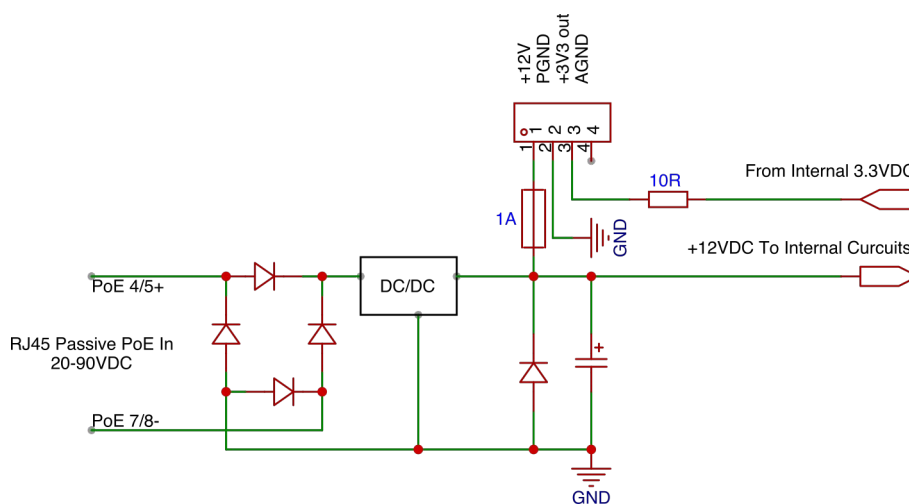 +12V
PGND
+3V3 out
AGND
1
2
3
4
1
2
3
4
10R
From Internal 3.3VDC
1A
GND
+12VDC To Internal Curcuits
PoE 4/5+
DC/DC
RJ45 Passive PoE In
20-90VDC
+
PoE 7/8-
GND